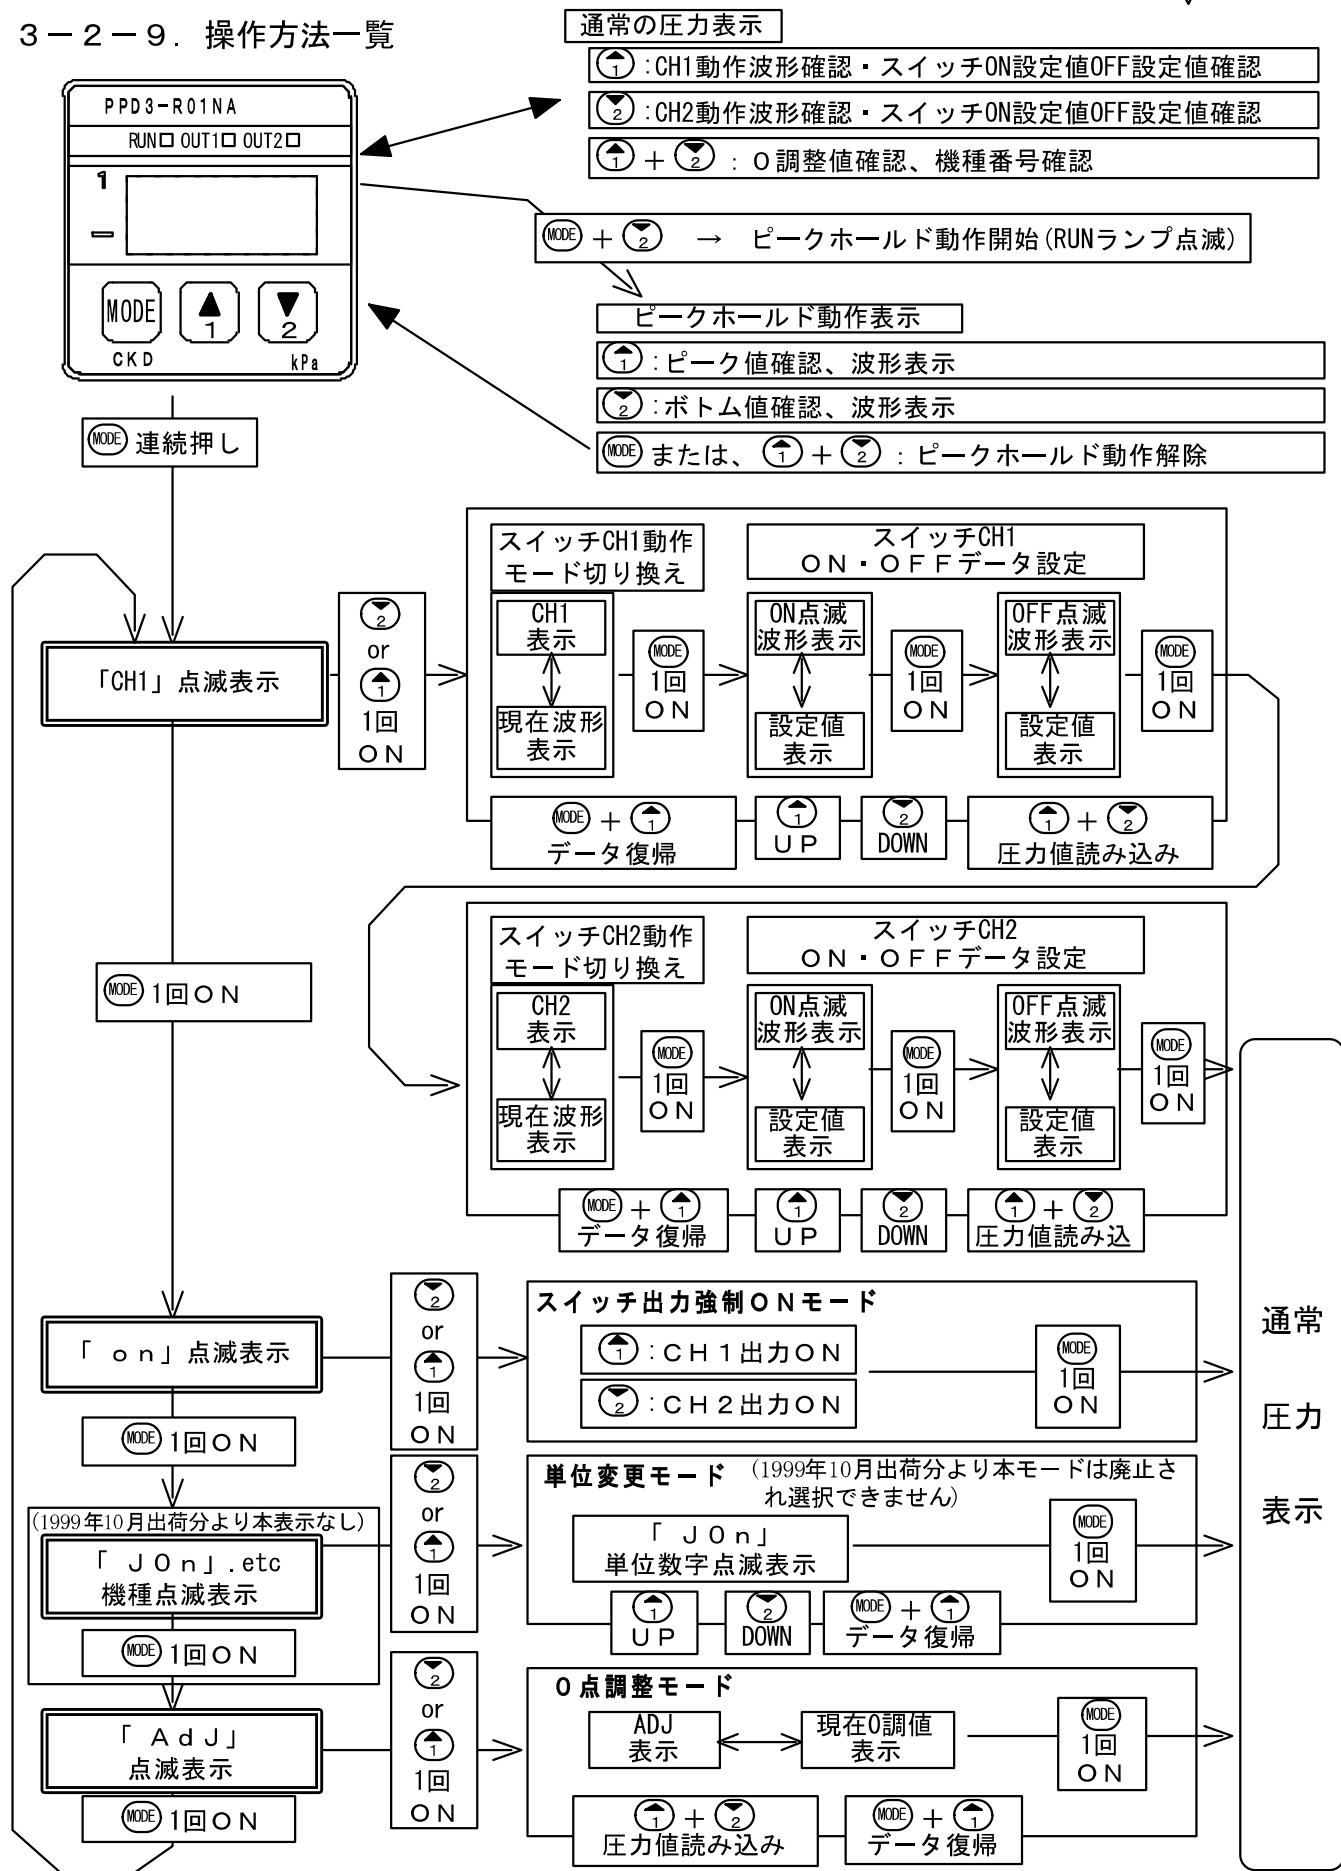 3－2－9．操作方法一覧
通常の圧力表示
1:CH1動作波形確認・スイッチON設定値OFF設定値確認
2:CH2動作波形確認・スイッチON設定値OFF設定値確認
1＋2：０調整値確認、機種番号確認
PPD3-R01NA
RUN OUT1 OUT2
1
MODE 1 2
CKD kPa
MODE＋2 → ピークホールド動作開始(RUNランプ点滅)
ピークホールド動作表示
1:ピーク値確認、波形表示
2:ボトム値確認、波形表示
MODEまたは、1＋2：ピークホールド動作解除
MODE 連続押し
「CH1」点滅表示
2
or
1
1回
ON
スイッチCH1動作
モード切り換え
スイッチCH1
ON・OFFデータ設定
CH1
表示
現在波形
表示
MODE
1回
ON
ON点滅
波形表示
設定値
表示
MODE
1回
ON
OFF点滅
波形表示
設定値
表示
MODE
1回
ON
MODE＋1
データ復帰
1
UP
2
DOWN
1＋2
圧力値読み込み
MODE 1回ON
スイッチCH2動作
モード切り換え
スイッチCH2
ON・OFFデータ設定
CH2
表示
現在波形
表示
MODE
1回
ON
ON点滅
波形表示
設定値
表示
MODE
1回
ON
OFF点滅
波形表示
設定値
表示
MODE
1回
ON
MODE＋1
データ復帰
1
UP
2
DOWN
1＋2
圧力値読み込
「 on」点滅表示
2
or
1
1回
ON
スイッチ出力強制ONモード
1:CH1出力ON
2:CH2出力ON
MODE
1回
ON
MODE 1回ON
(1999年10月出荷分より本表示なし)
「 J0n」.etc
機種点滅表示
MODE 1回ON
2
or
1
1回
ON
単位変更モード (1999年10月出荷分より本モードは廃止さ
れ選択できません)
「 J0n」
単位数字点滅表示
MODE
1回
ON
1
UP
2
DOWN
MODE＋1
データ復帰
「 AdJ」
点滅表示
MODE 1回ON
2
or
1
1回
ON
0点調整モード
ADJ
表示
現在0調値
表示
MODE
1回
ON
1＋2
圧力値読み込み
MODE＋1
データ復帰
通常
圧力
表示